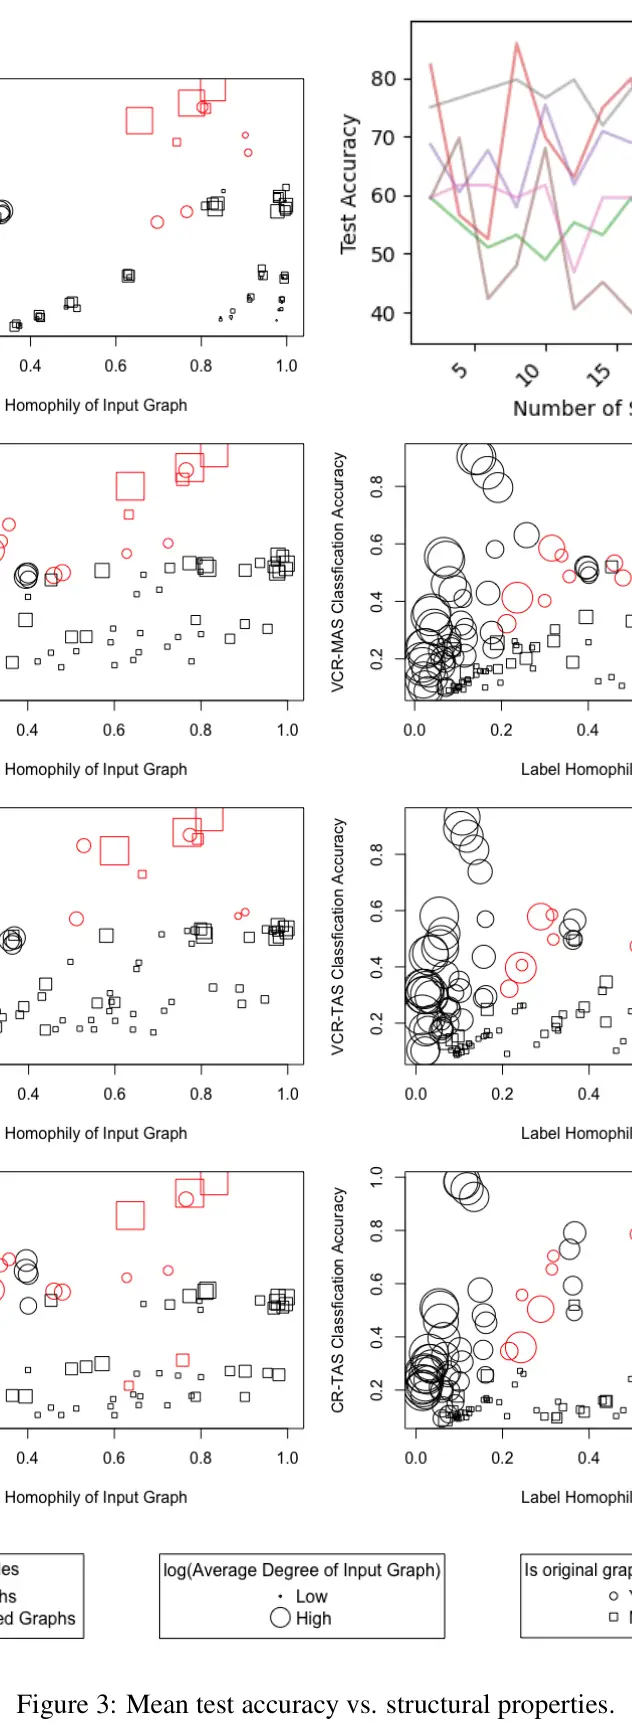 80
70
60
50
40
Test Accuracy
5
10
15
Number of S
0.4 0.6 0.8 1.0
Homophily of Input Graph
0.4 0.6 0.8 1.0
Homophily of Input Graph
VCR-MAS Classfication Accuracy
0.2 0.4 0.6 0.8
0.0 0.2 0.4
Label Homophil
0.4 0.6 0.8 1.0
Homophily of Input Graph
VCR-TAS Classfication Accuracy
0.2 0.4 0.6 0.8
0.0 0.2 0.4
Label Homophil
0.4 0.6 0.8 1.0
Homophily of Input Graph
CR-TAS Classfication Accuracy
0.2 0.4 0.6 0.8 1.0
0.0 0.2 0.4
Label Homophil
es
hs
ed Graphs
log(Average Degree of Input Graph)
Low
High
Is original grap
Figure 3: Mean test accuracy vs. structural properties.